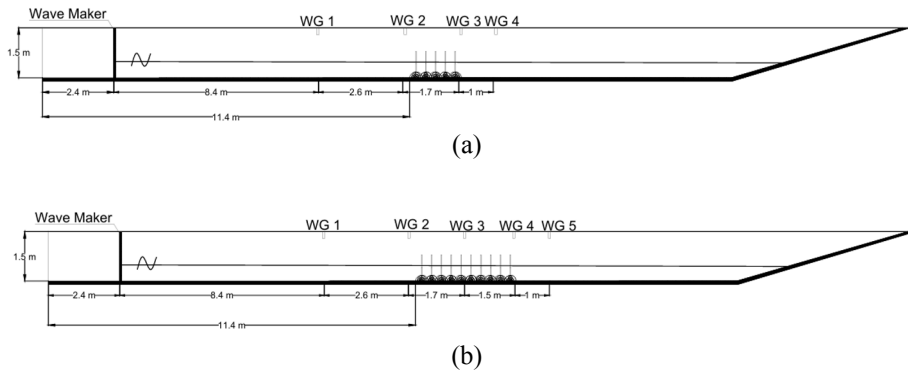 Wave Maker
WG 1 WG 2 WG 3 WG 4
1.5 m
2.4 m 8.4 m 2.6 m 1.7 m 1 m
11.4 m
(a)
Wave Maker
WG 1 WG 2 WG 3 WG 4 WG 5
1.5 m
2.4 m 8.4 m 2.6 m 1.7 m 1.5 m 1 m
11.4 m
(b)